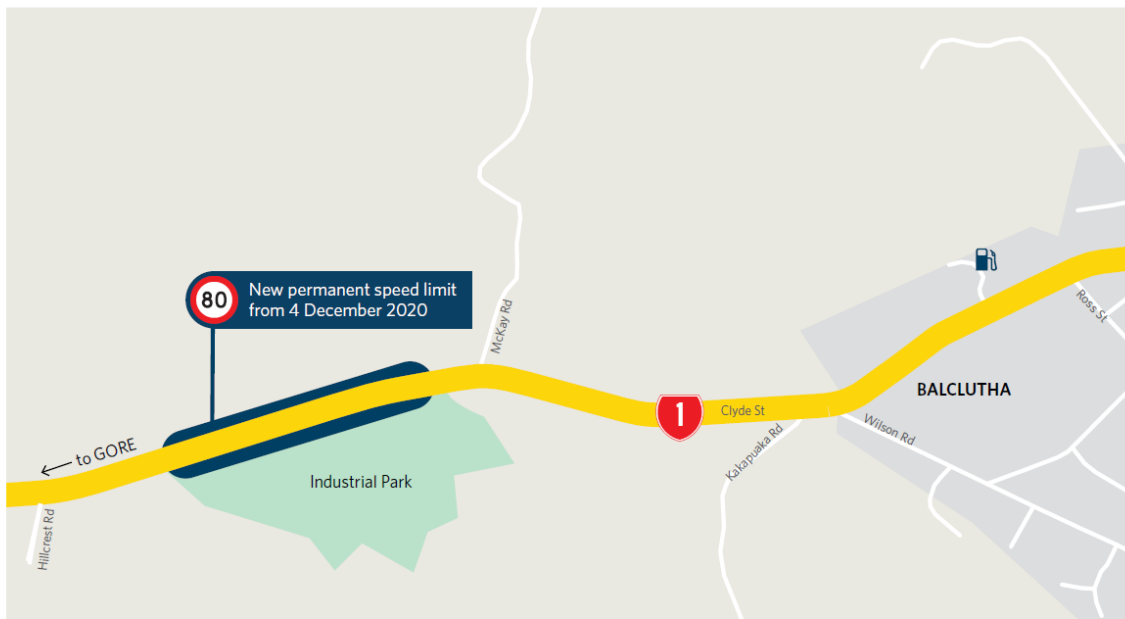 80
New permanent speed limit
from 4 December 2020
McKay Rd
Ross St
BALCLUTHA
1
Clyde St
Wilson Rd
Kakapuaka Rd
to GORE
Industrial Park
Hillcrest Rd